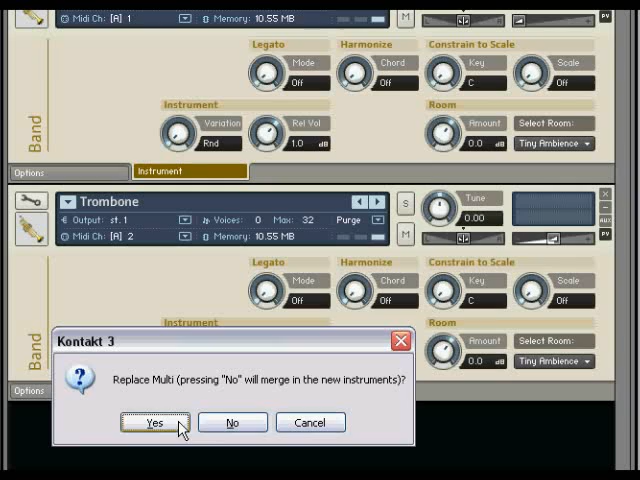 Midi Ch: [A] 1 Memory: 10.55 MB M PV
Legato Harmonize Constrain to Scale
Mode Chord Key Scale
Off Off C Off
Instrument Room
Variation Rel Vol Amount Select Room:
Rnd 1.0 dB 0.0 dB Tiny Ambience
Band
Options Instrument
Trombone S Tune X
Output: st.1 Voices: 0 Max: 32 Purge 0.00 AUX
Midi Ch: [A] 2 Memory: 10.55 MB M PV
Legato Harmonize Constrain to Scale
Mode Chord Key Scale
Off Off C Off
Instrument Room
Amount Select Room:
0.0 dB Tiny Ambience
Band
Options
Kontakt 3
Replace Multi (pressing "No" will merge in the new instruments)?
Yes No Cancel